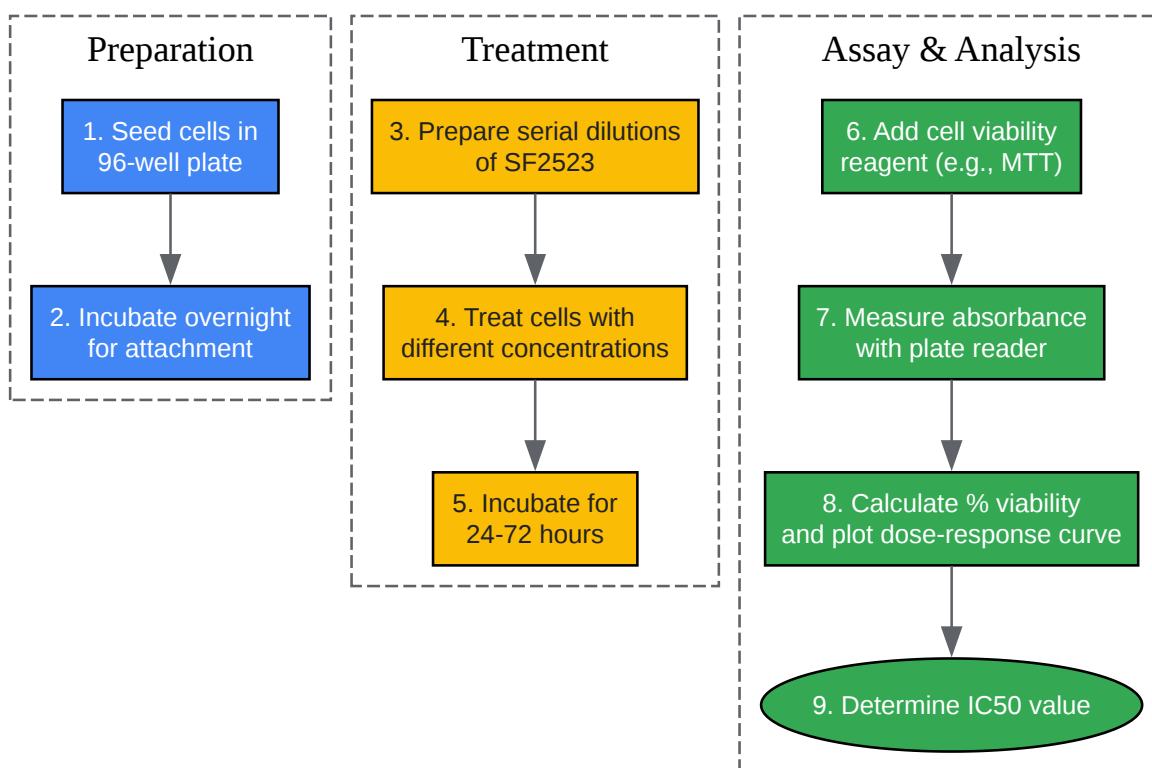 Preparation
1. Seed cells in
96-well plate
2. Incubate overnight
for attachment
Treatment
3. Prepare serial dilutions
of SF2523
4. Treat cells with
different concentrations
5. Incubate for
24-72 hours
Assay & Analysis
6. Add cell viability
reagent (e.g., MTT)
7. Measure absorbance
with plate reader
8. Calculate % viability
and plot dose-response curve
9. Determine IC50 value